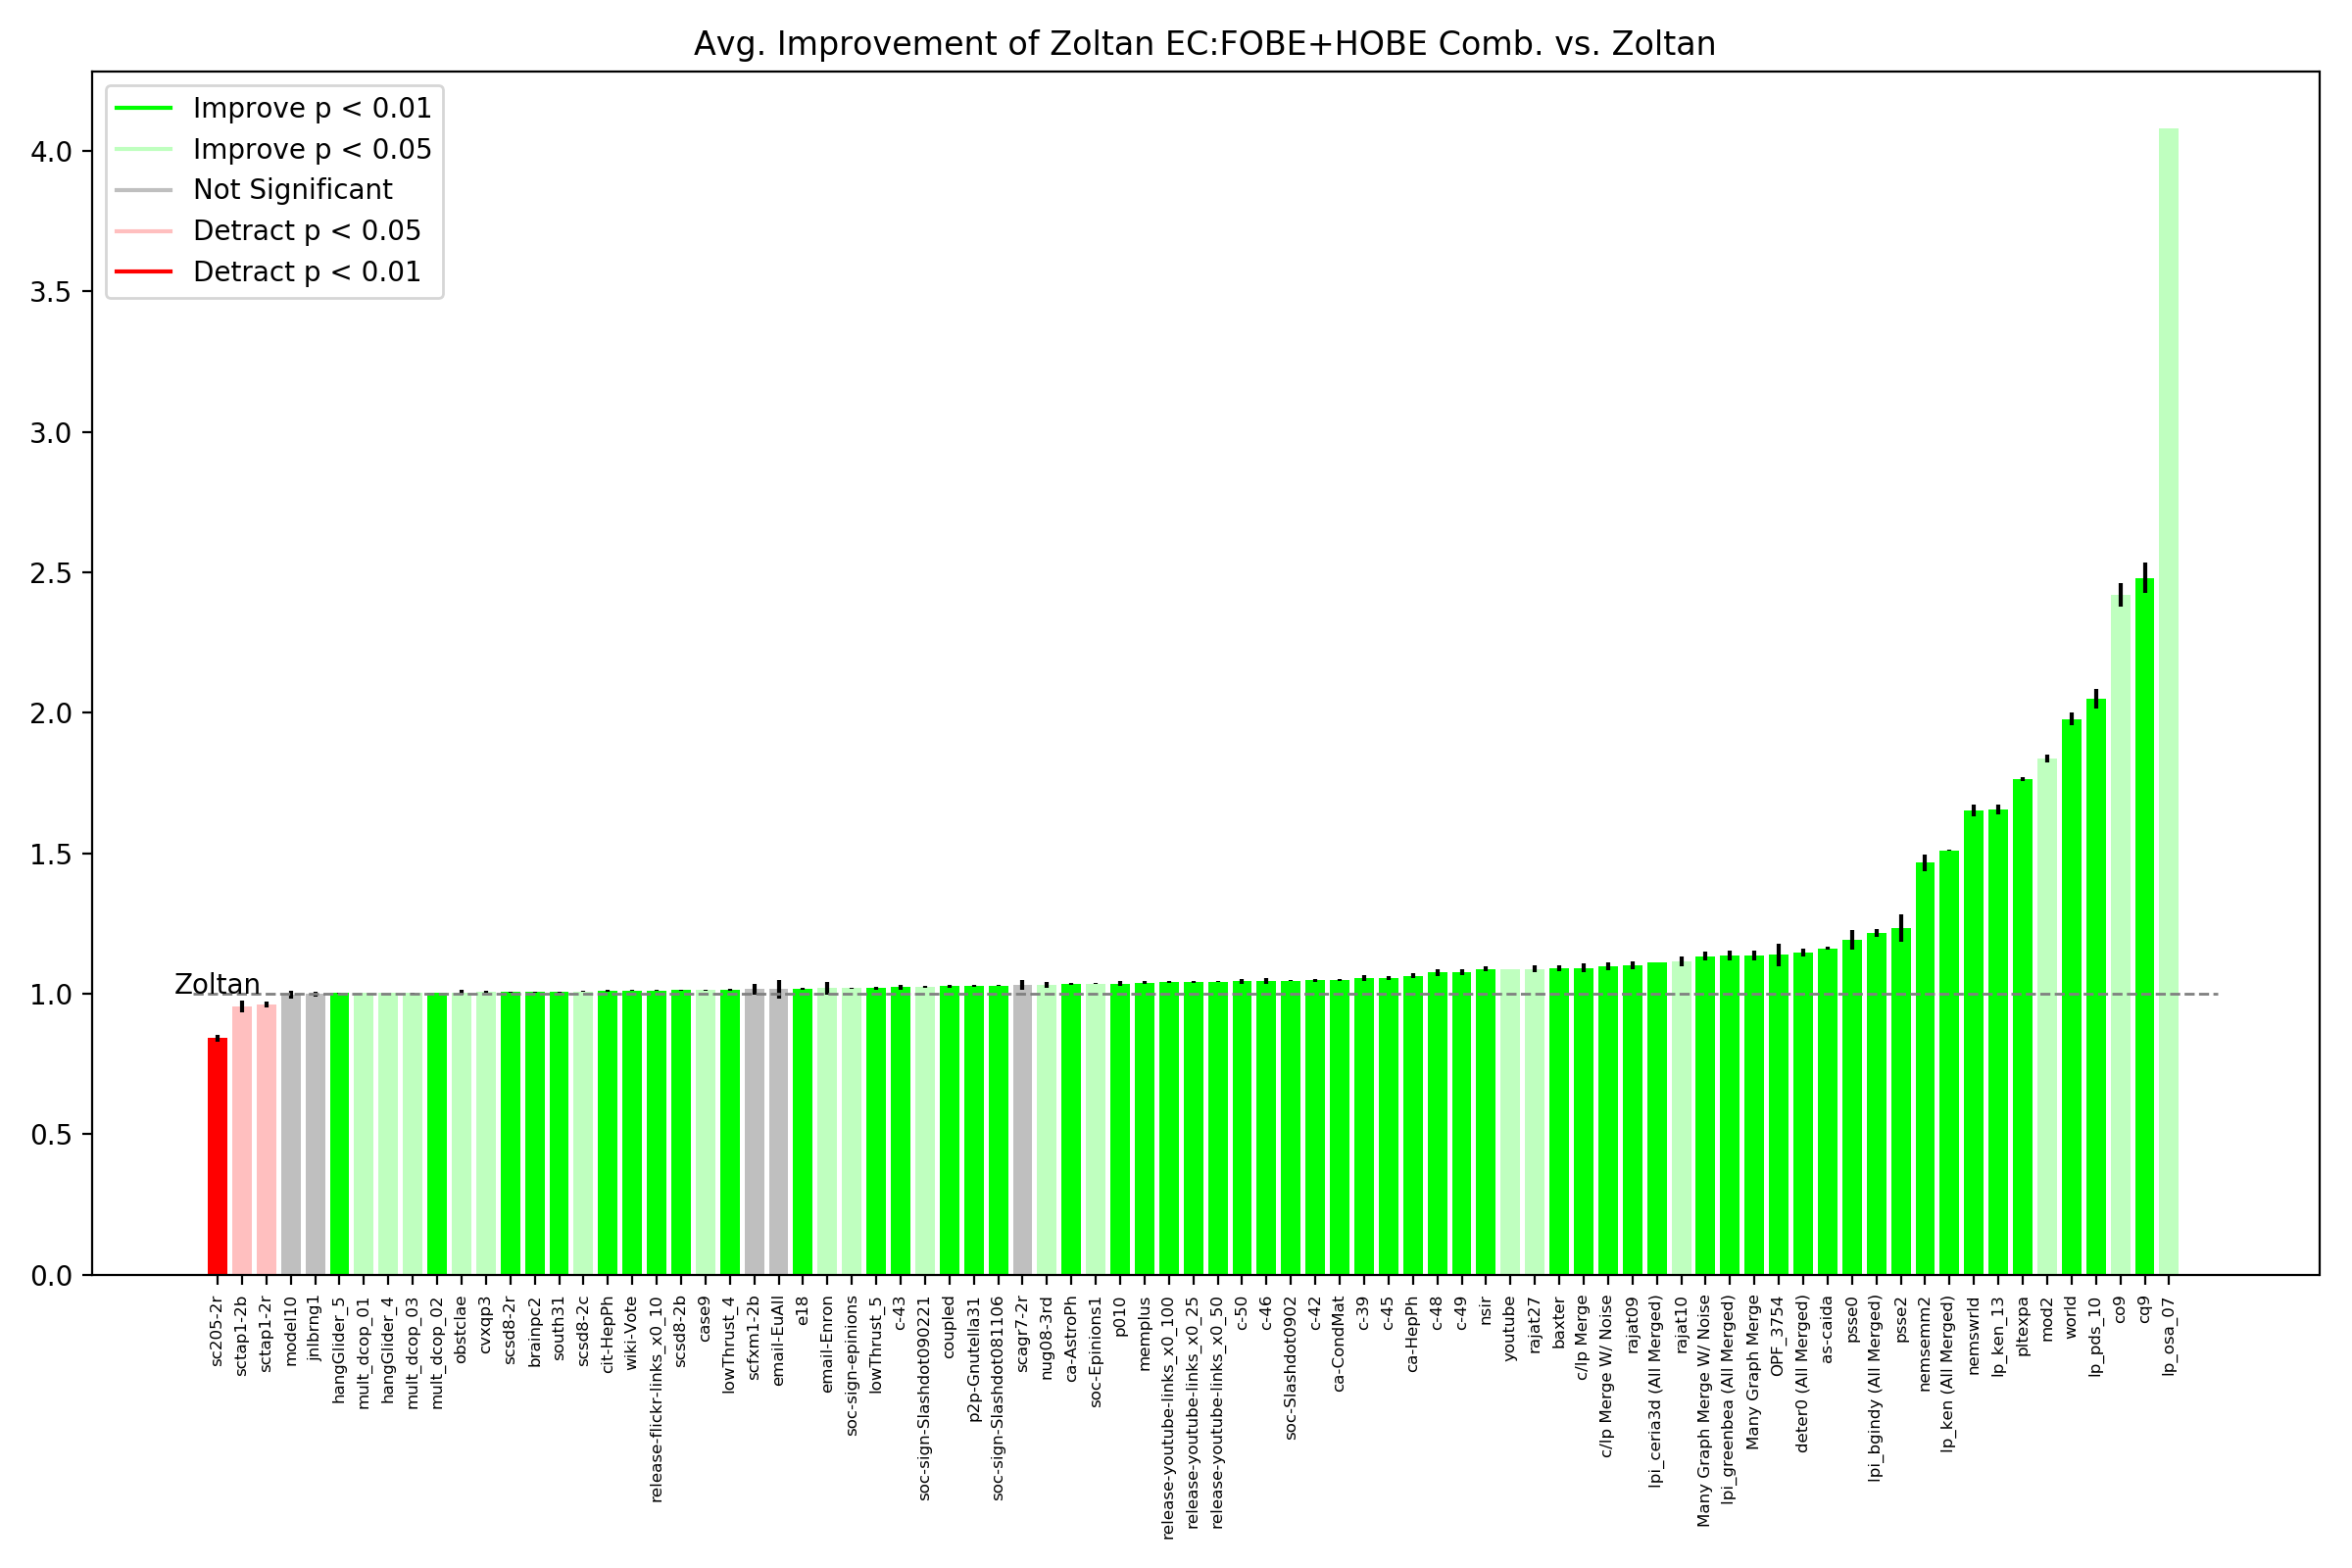 Avg. Improvement of Zoltan EC:FOBE+HOBE Comb. vs. Zoltan
Improve p < 0.01
Improve p < 0.05
Not Significant
Detract p < 0.05
Detract p < 0.01
4.0
3.5
3.0
2.5
2.0
1.5
1.0
0.5
0.0
Zoltan
sc205-2r
sctap1-2b
sctap1-2r
model10
jnlbrng1
hangGlider_5
mult_dcop_01
hangGlider_4
mult_dcop_03
mult_dcop_02
obstclae
cvxqp3
scsd8-2r
brainpc2
south31
scsd8-2c
cit-HepPh
wiki-Vote
release-flickr-links_x0_10
scsd8-2b
case9
lowThrust_4
scfxm1-2b
email-EuAll
e18
email-Enron
soc-sign-epinions
lowThrust_5
c-43
soc-sign-Slashdot090221
coupled
p2p-Gnutella31
soc-sign-Slashdot081106
scagr7-2r
nug08-3rd
ca-AstroPh
soc-Epinions1
p010
memplus
release-youtube-links_x0_100
release-youtube-links_x0_25
release-youtube-links_x0_50
c-50
c-46
soc-Slashdot0902
c-42
ca-CondMat
c-39
c-45
ca-HepPh
c-48
c-49
nsir
youtube
rajat27
baxter
c/lp Merge
c/lp Merge W/ Noise
rajat09
lpi_ceria3d (All Merged)
rajat10
Many Graph Merge W/ Noise
lpi_greenbea (All Merged)
Many Graph Merge
OPF_3754
deter0 (All Merged)
as-caida
psse0
lpi_bgindy (All Merged)
psse2
nemsemm2
lp_ken (All Merged)
nemswrld
lp_ken_13
pltexpa
mod2
world
lp_pds_10
co9
cq9
lp_osa_07